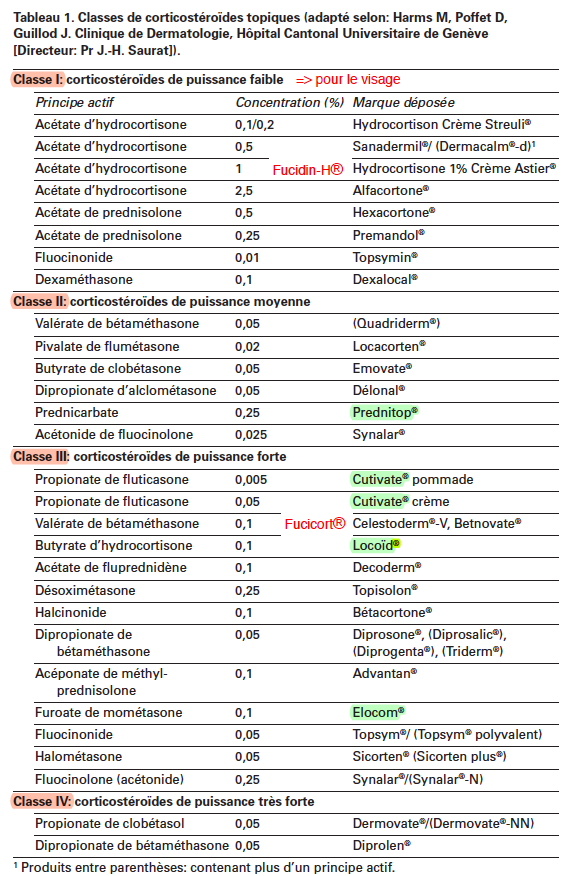 Tableau 1. Classes de corticostéroïdes topiques (adapté selon: Harms M, Poffet D,
Guillod J. Clinique de Dermatologie, Hôpital Cantonal Universitaire de Genève
[Directeur: Pr J.-H. Saurat]).
Classe I: corticostéroïdes de puissance faible => pour le visage
Principe actif Concentration (%) Marque déposée
Acétate d’hydrocortisone 0,1/0,2 Hydrocortison Crème Streuli®
Acétate d’hydrocortisone 0,5 Sanadermil®/ (Dermacalm®-d)¹
Acétate d’hydrocortisone 1 Fucidin-H® Hydrocortisone 1% Crème Astier®
Acétate d’hydrocortisone 2,5 Alfacortone®
Acétate de prednisolone 0,5 Hexacortone®
Acétate de prednisolone 0,25 Premandol®
Fluocinonide 0,01 Topsymin®
Dexaméthasone 0,1 Dexalocal®
Classe II: corticostéroïdes de puissance moyenne
Valérate de bétaméthasone 0,05 (Quadriderm®)
Pivalate de flumétasone 0,02 Locacorten®
Butyrate de clobétasone 0,05 Emovate®
Dipropionate d’alclométasone 0,05 Délonal®
Prednicarbate 0,25 Prednitop®
Acétonide de fluocinolone 0,025 Synalar®
Classe III: corticostéroïdes de puissance forte
Propionate de fluticasone 0,005 Cutivate® pommade
Propionate de fluticasone 0,05 Cutivate® crème
Valérate de bétaméthasone 0,1 Fucicort® Celestoderm®-V, Betnovate®
Butyrate d’hydrocortisone 0,1 Locoïd®
Acétate de fluprednidène 0,1 Decoderm®
Désoximétasone 0,25 Topisolon®
Halcinonide 0,1 Bétacortone®
Dipropionate de 0,05 Diprosone®, (Diprosalic®),
bétaméthasone (Diprogenta®), (Triderm®)
Acéponate de méthyl- 0,1 Advantan®
prednisolone
Furoate de mométasone 0,1 Elocom®
Fluocinonide 0,05 Topsym®/ (Topsym® polyvalent)
Halométasone 0,05 Sicorten® (Sicorten plus®)
Fluocinolone (acétonide) 0,25 Synalar®/(Synalar®-N)
Classe IV: corticostéroïdes de puissance très forte
Propionate de clobétasol 0,05 Dermovate®/(Dermovate®-NN)
Dipropionate de bétaméthasone 0,05 Diprolen®
¹ Produits entre parenthèses: contenant plus d’un principe actif.